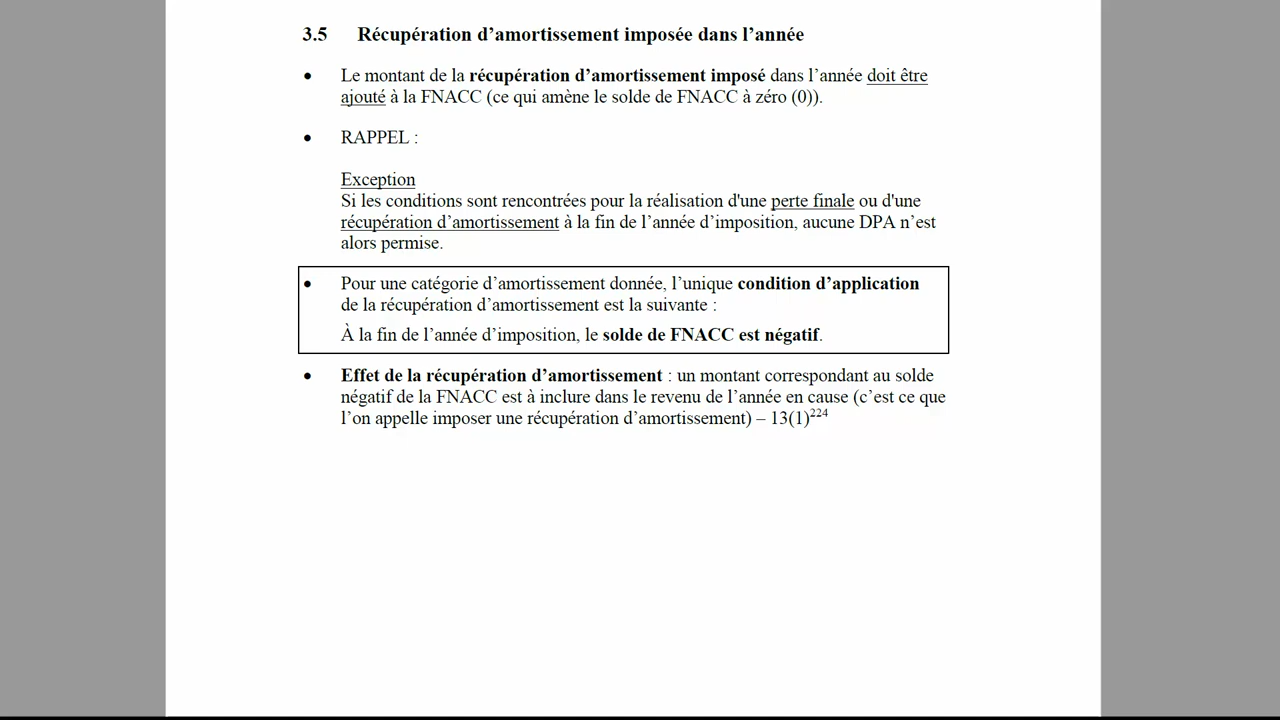 3.5 Récupération d’amortissement imposée dans l’année
• Le montant de la récupération d’amortissement imposé dans l’année doit être
ajouté à la FNACC (ce qui amène le solde de FNACC à zéro (0)).
• RAPPEL :
Exception
Si les conditions sont rencontrées pour la réalisation d'une perte finale ou d'une
récupération d’amortissement à la fin de l’année d’imposition, aucune DPA n’est
alors permise.
• Pour une catégorie d’amortissement donnée, l’unique condition d’application
de la récupération d’amortissement est la suivante :
À la fin de l’année d’imposition, le solde de FNACC est négatif.
• Effet de la récupération d’amortissement : un montant correspondant au solde
négatif de la FNACC est à inclure dans le revenu de l’année en cause (c’est ce que
l’on appelle imposer une récupération d’amortissement) – 13(1)224